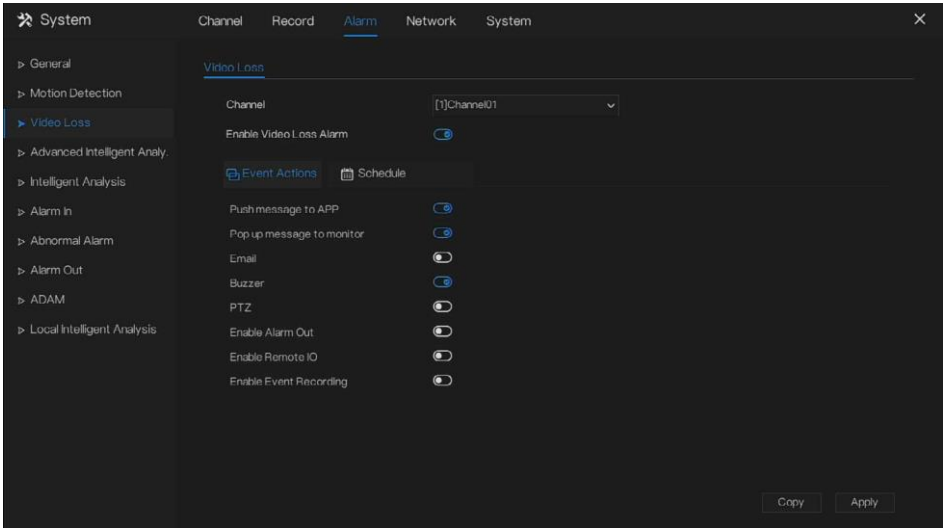 System
Channel Record Alarm Network System
General
Motion Detection
Video Loss
Advanced Intelligent Analy.
Intelligent Analysis
Alarm In
Abnormal Alarm
Alarm Out
ADAM
Local Intelligent Analysis
Video Loss
Channel [1]Channel01
Enable Video Loss Alarm
Event Actions Schedule
Push message to APP
Pop up message to monitor
Email
Buzzer
PTZ
Enable Alarm Out
Enable Remote IO
Enable Event Recording
Copy Apply